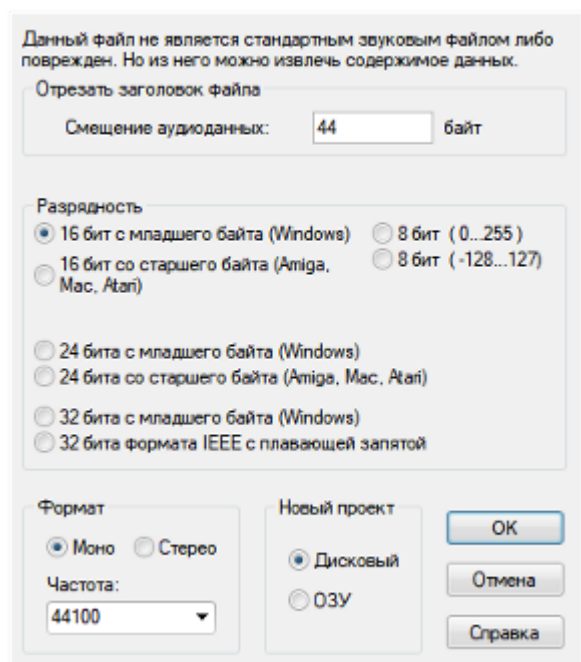 Данный файл не является стандартным звуковым файлом либо
поврежден. Но из него можно извлечь содержимое данных.
Отрезать заголовок файла
Смещение аудиоданных: 44 байт
Разрядность
16 бит с младшего байта (Windows) 8 бит ( 0...255 )
16 бит со старшего байта (Amiga, 8 бит ( -128...127)
Mac, Atari)
24 бита с младшего байта (Windows)
24 бита со старшего байта (Amiga, Mac, Atari)
32 бита с младшего байта (Windows)
32 бита формата IEEE с плавающей запятой
Формат
Моно Стерео
Частота:
44100
Новый проект
Дисковый
ОЗУ
ОК
Отмена
Справка